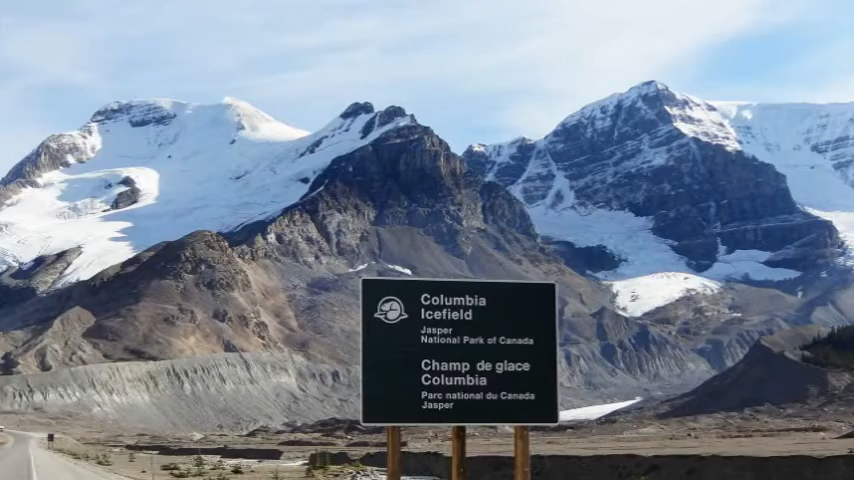 Columbia
Icefield
Jasper
National Park of Canada
Champ de glace
Columbia
Parc national du Canada
Jasper